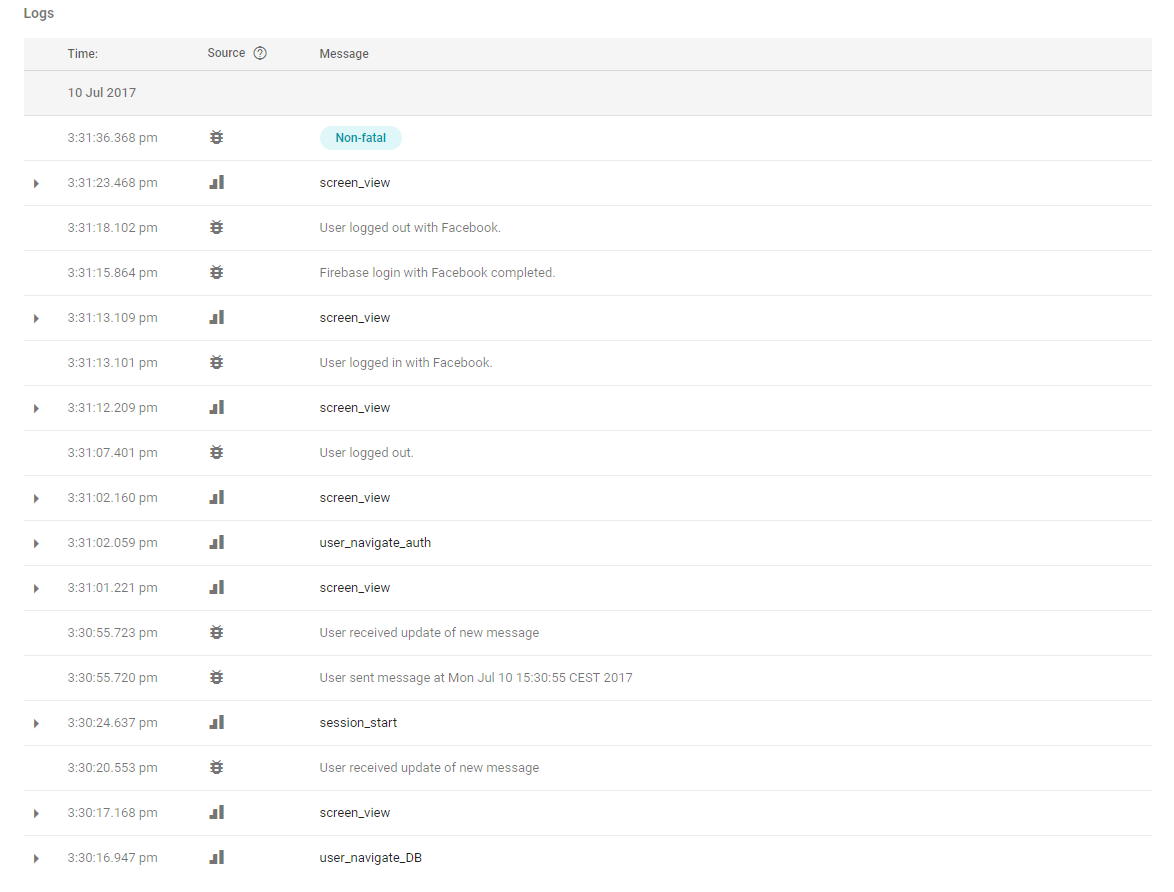 Logs
Time: Source ? Message
10 Jul 2017
3:31:36.368 pm Non-fatal
3:31:23.468 pm screen_view
3:31:18.102 pm User logged out with Facebook.
3:31:15.864 pm Firebase login with Facebook completed.
3:31:13.109 pm screen_view
3:31:13.101 pm User logged in with Facebook.
3:31:12.209 pm screen_view
3:31:07.401 pm User logged out.
3:31:02.160 pm screen_view
3:31:02.059 pm user_navigate_auth
3:31:01.221 pm screen_view
3:30:55.723 pm User received update of new message
3:30:55.720 pm User sent message at Mon Jul 10 15:30:55 CEST 2017
3:30:24.637 pm session_start
3:30:20.553 pm User received update of new message
3:30:17.168 pm screen_view
3:30:16.947 pm user_navigate_DB